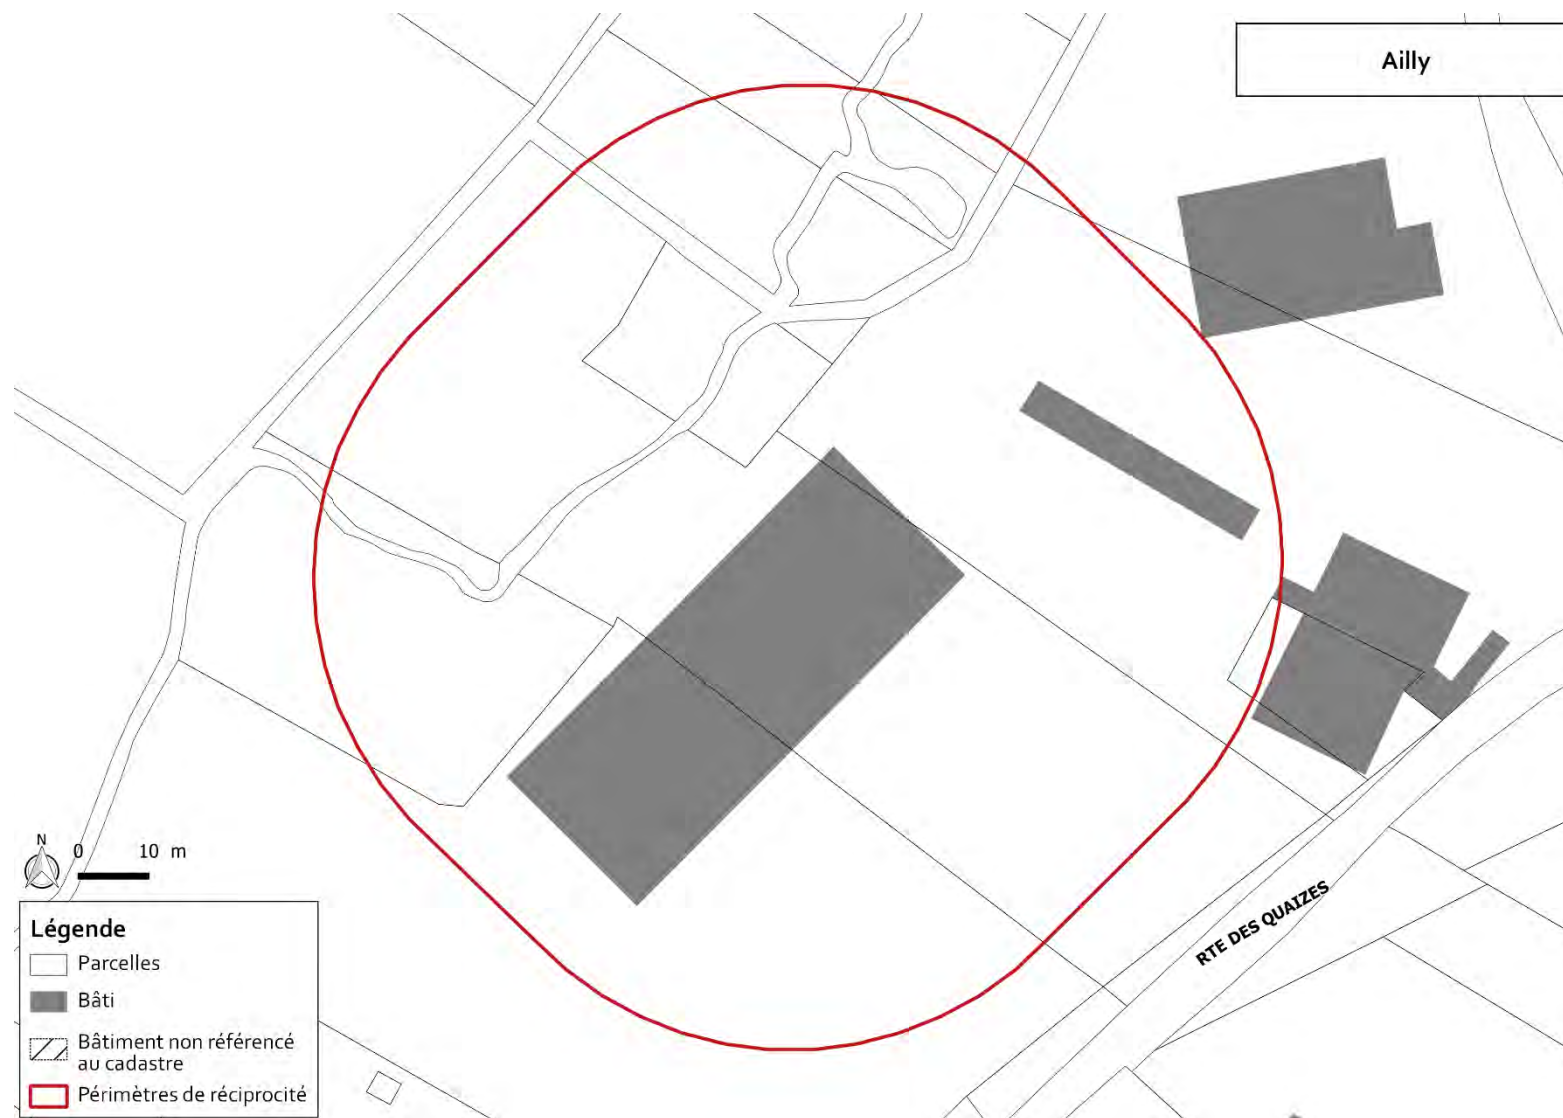 Ailly
N
0 10 m
Légende
Parcelles
Bâti
Bâtiment non référencé
au cadastre
Périmètres de réciprocité
RTE DES QUAIZES